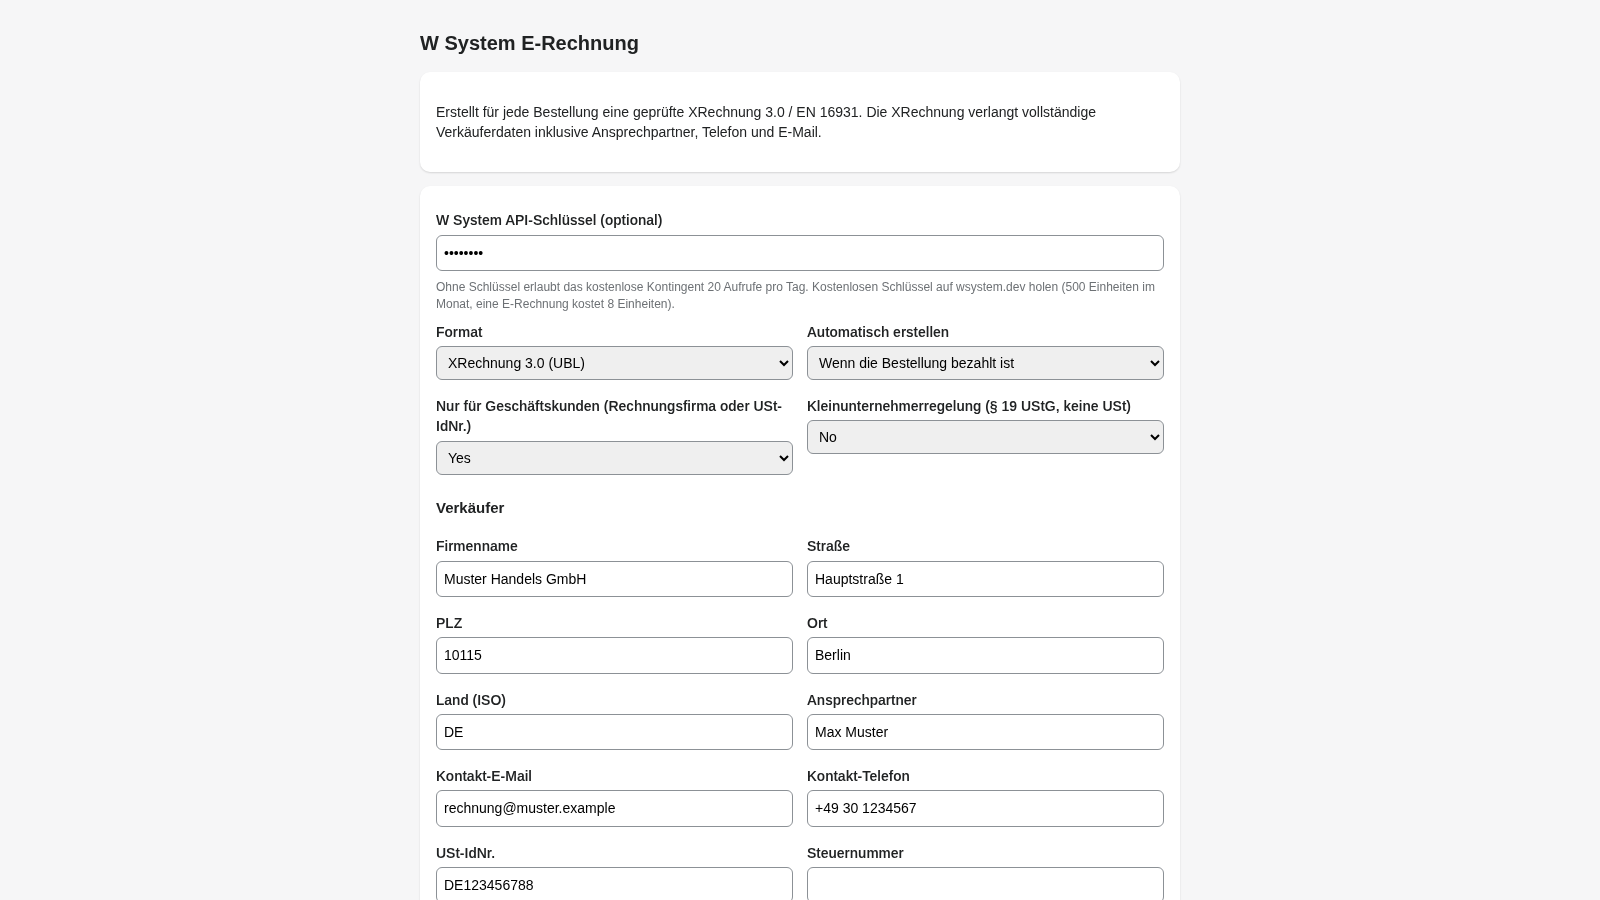 W System E-Rechnung
Erstellt für jede Bestellung eine geprüfte XRechnung 3.0 / EN 16931. Die XRechnung verlangt vollständige
Verkäuferdaten inklusive Ansprechpartner, Telefon und E-Mail.
W System API-Schlüssel (optional)
••••••••
Ohne Schlüssel erlaubt das kostenlose Kontingent 20 Aufrufe pro Tag. Kostenlosen Schlüssel auf wsystem.dev holen (500 Einheiten im
Monat, eine E-Rechnung kostet 8 Einheiten).
Format
Automatisch erstellen
XRechnung 3.0 (UBL)
Wenn die Bestellung bezahlt ist
Nur für Geschäftskunden (Rechnungsfirma oder USt-
IdNr.)
Kleinunternehmerregelung (§ 19 UStG, keine USt)
Yes
No
Verkäufer
Firmenname
Straße
Muster Handels GmbH
Hauptstraße 1
PLZ
Ort
10115
Berlin
Land (ISO)
Ansprechpartner
DE
Max Muster
Kontakt-E-Mail
Kontakt-Telefon
rechnung@muster.example
+49 30 1234567
USt-IdNr.
Steuernummer
DE123456788